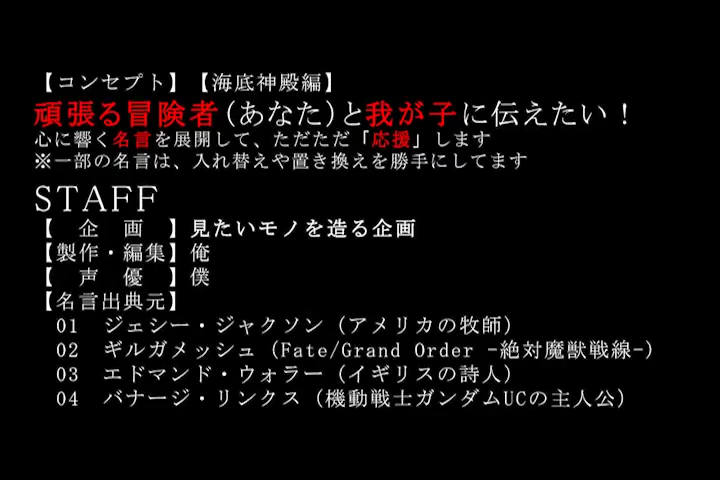 【コンセプト】【海底神殿編】
頑張る冒険者(あなた)と我が子に伝えたい！
心に響く名言を展開して、ただただ「応援」します
※一部の名言は、入れ替えや置き換えを勝手にしてます
STAFF
【　企　画　】見たいモノを造る企画
【製作・編集】俺
【　声　優　】僕
【名言出典元】
01　ジェシー・ジャクソン（アメリカの牧師）
02　ギルガメッシュ（Fate/Grand Order -絶対魔獣戦線-）
03　エドマンド・ウォラー（イギリスの詩人）
04　バナージ・リンクス（機動戦士ガンダムUCの主人公）